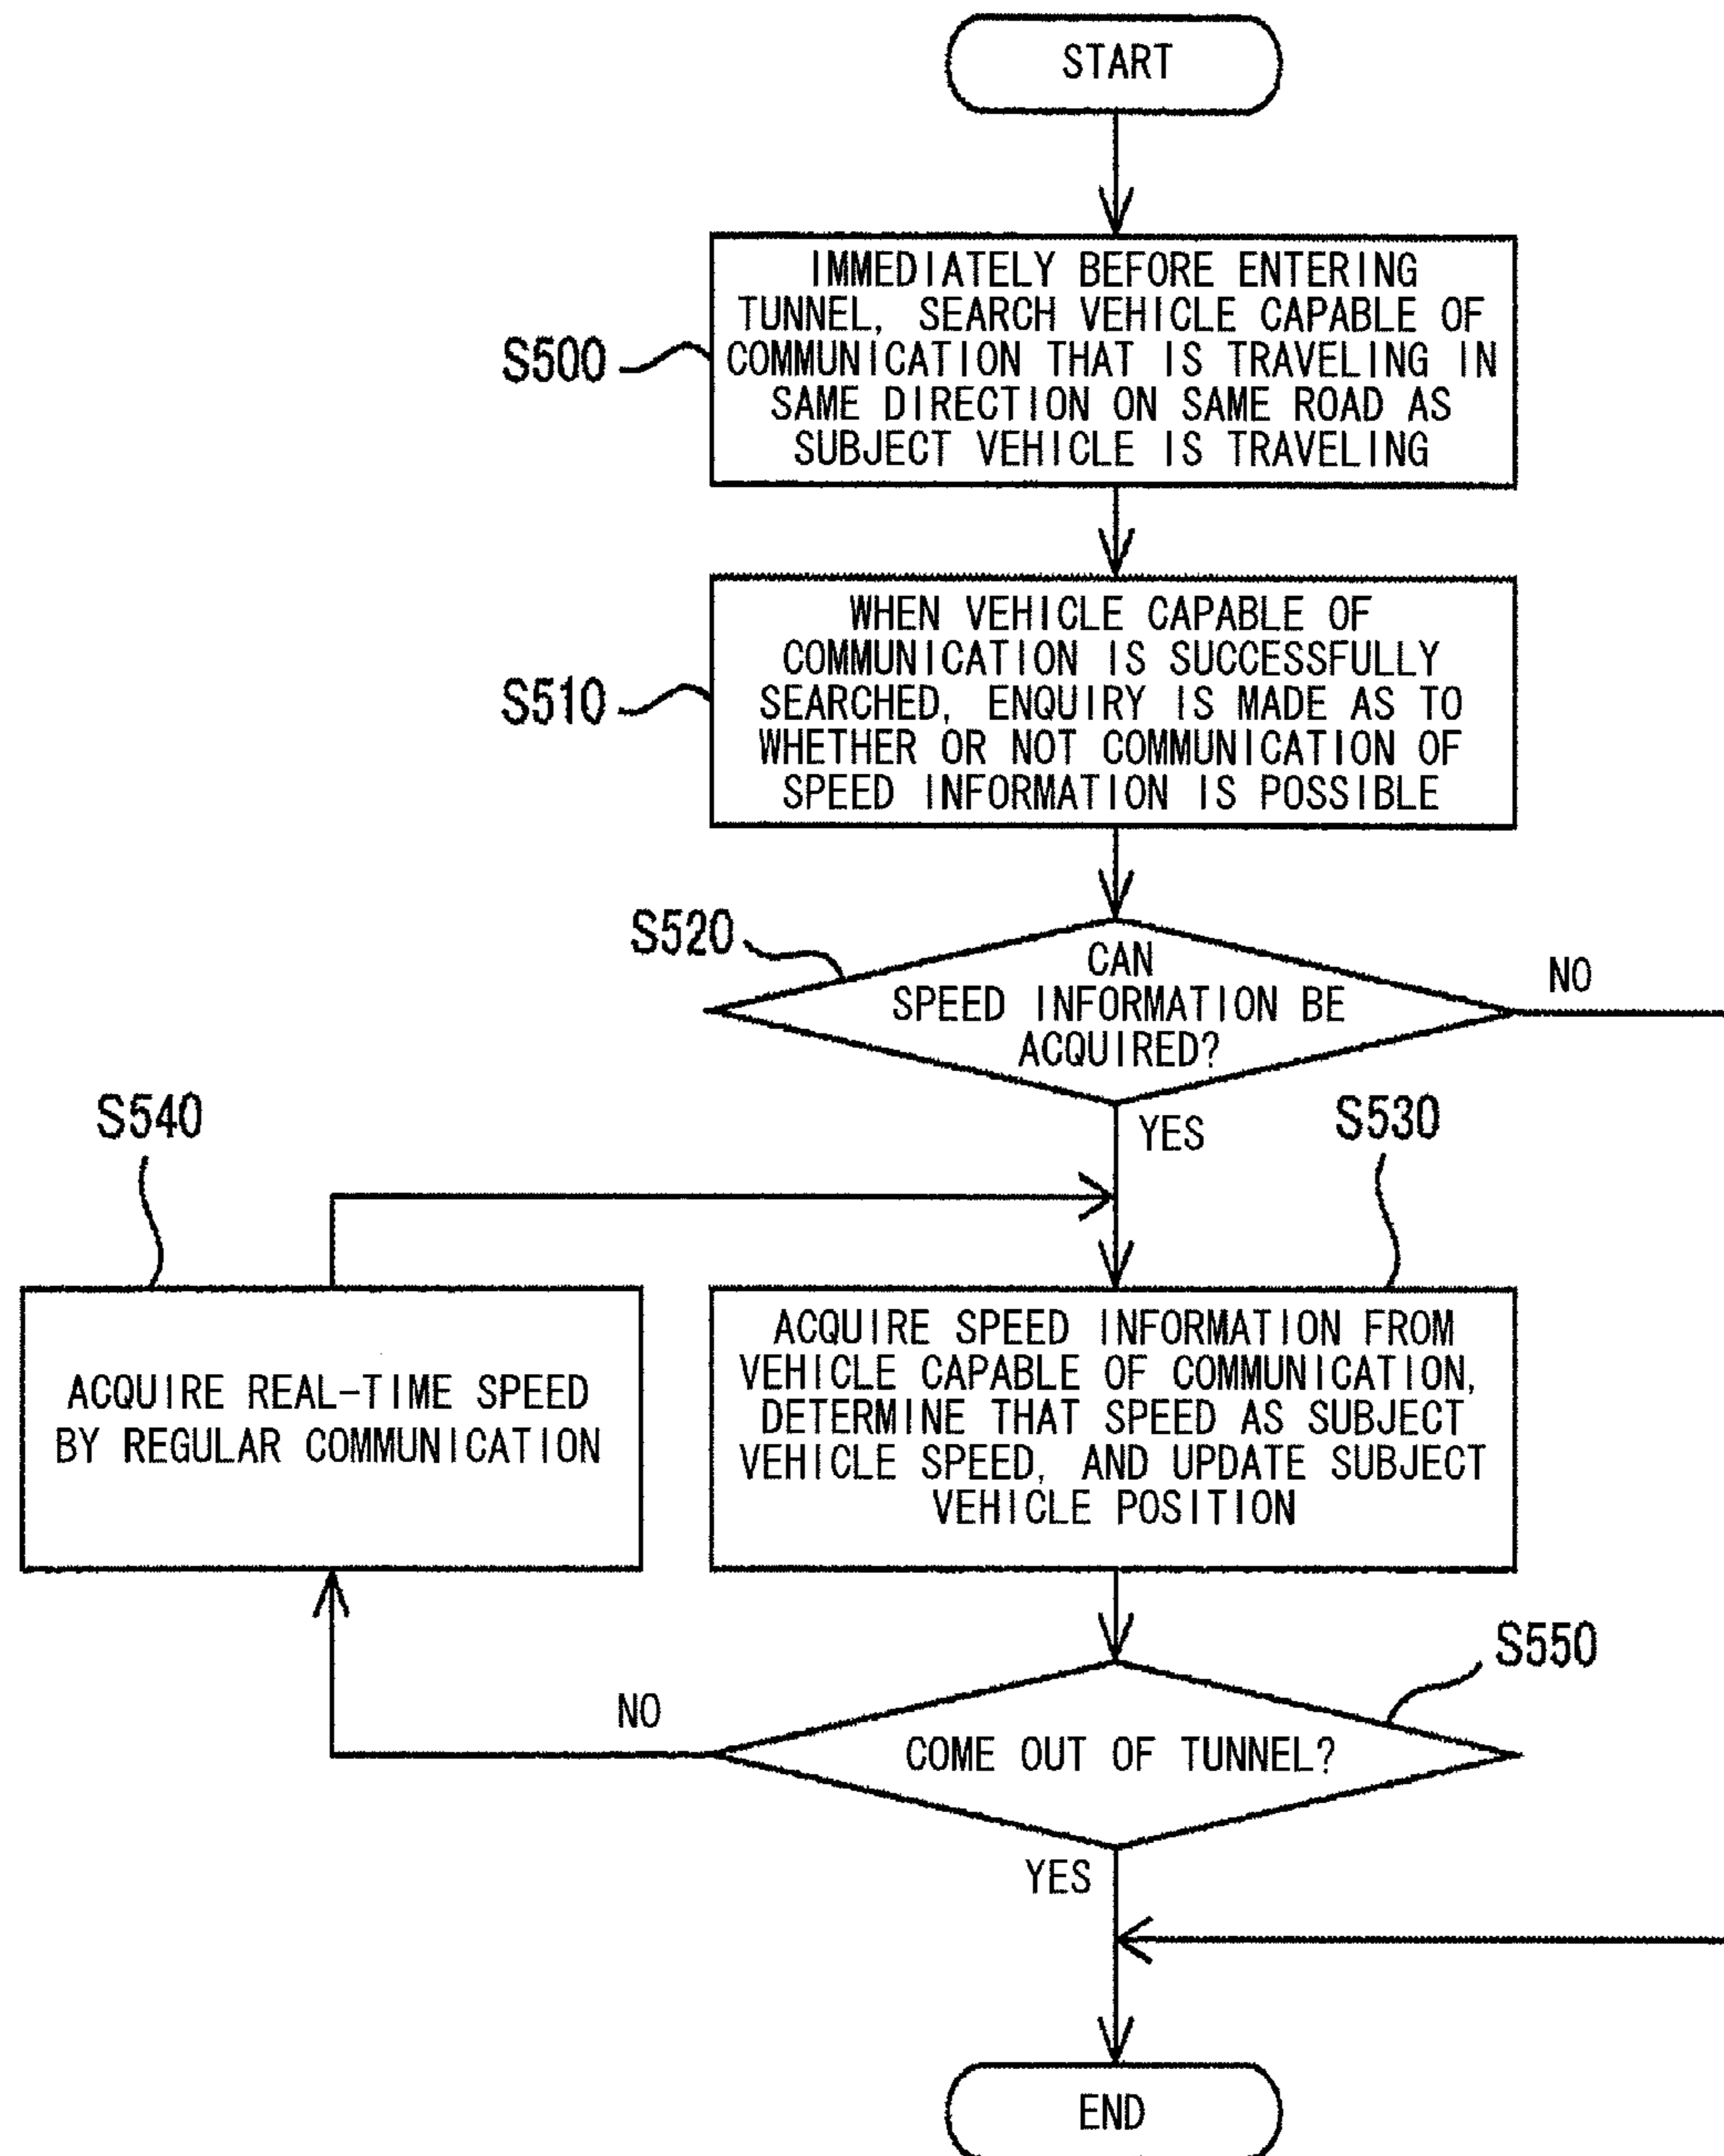 START
IMMEDIATELY BEFORE ENTERING
TUNNEL, SEARCH VEHICLE CAPABLE OF
COMMUNICATION THAT IS TRAVELING IN
SAME DIRECTION ON SAME ROAD AS
SUBJECT VEHICLE IS TRAVELING
S500
WHEN VEHICLE CAPABLE OF
COMMUNICATION IS SUCCESSFULLY
SEARCHED, ENQUIRY IS MADE AS TO
WHETHER OR NOT COMMUNICATION OF
SPEED INFORMATION IS POSSIBLE
S510
S520
CAN
SPEED INFORMATION BE
ACQUIRED?
NO
YES
S540
S530
ACQUIRE REAL-TIME SPEED
BY REGULAR COMMUNICATION
ACQUIRE SPEED INFORMATION FROM
VEHICLE CAPABLE OF COMMUNICATION,
DETERMINE THAT SPEED AS SUBJECT
VEHICLE SPEED, AND UPDATE SUBJECT
VEHICLE POSITION
S550
NO
COME OUT OF TUNNEL?
YES
END